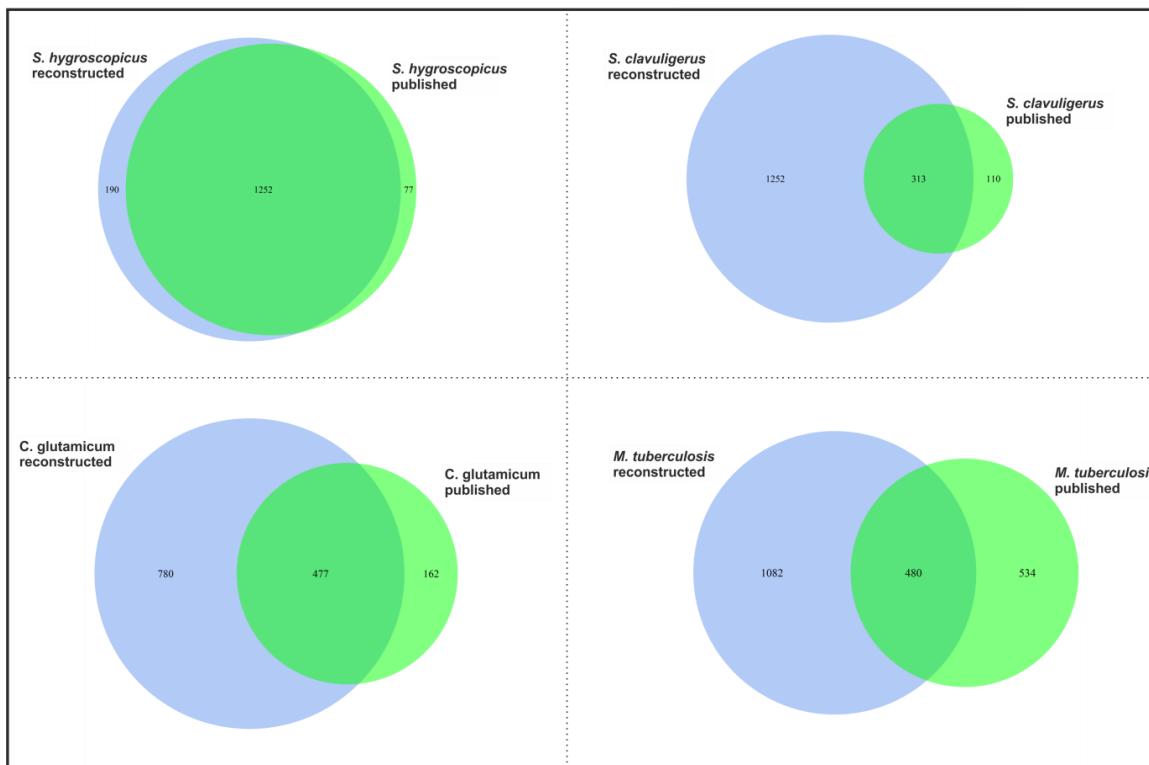 S. hygroscopicus
reconstructed
S. hygroscopicus
published
190
1252
77
S. clavuligerus
reconstructed
S. clavuligerus
published
1252
313
110
C. glutamicum
reconstructed
C. glutamicum
published
780
477
162
M. tuberculosis
reconstructed
M. tuberculosis
published
1082
480
534